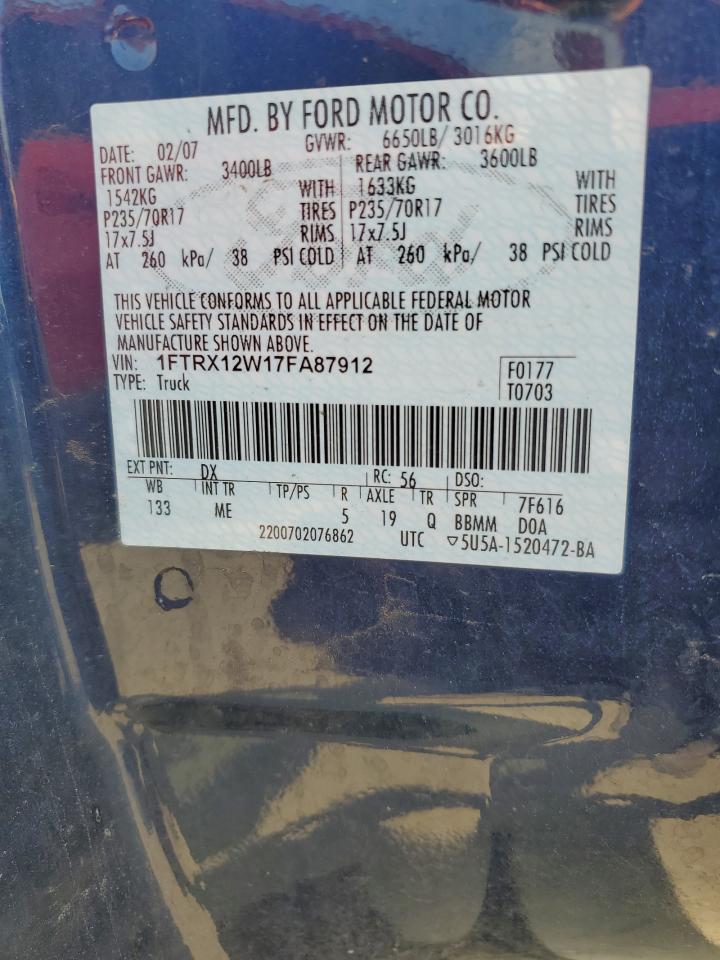 MFD. BY FORD MOTOR CO.
DATE: 02/07 GVWR: 6650LB/ 3016KG
FRONT GAWR: 3400LB REAR GAWR: 3600LB
1542KG WITH 1633KG WITH
P235/70R17 TIRES P235/70R17 TIRES
17x7.5J RIMS 17x7.5J RIMS
AT 260 kPa/ 38 PSI COLD AT 260 kPa/ 38 PSI COLD
THIS VEHICLE CONFORMS TO ALL APPLICABLE FEDERAL MOTOR
VEHICLE SAFETY STANDARDS IN EFFECT ON THE DATE OF
MANUFACTURE SHOWN ABOVE.
VIN: 1FTRX12W17FA87912 F0177
TYPE: Truck T0703
EXT PNT: DX RC: 56 DSO:
WB INT TR TP/PS R AXLE TR SPR 7F616
133 ME 5 19 Q BBMM DOA
2200702076862 UTC ▽5U5A-1520472-BA